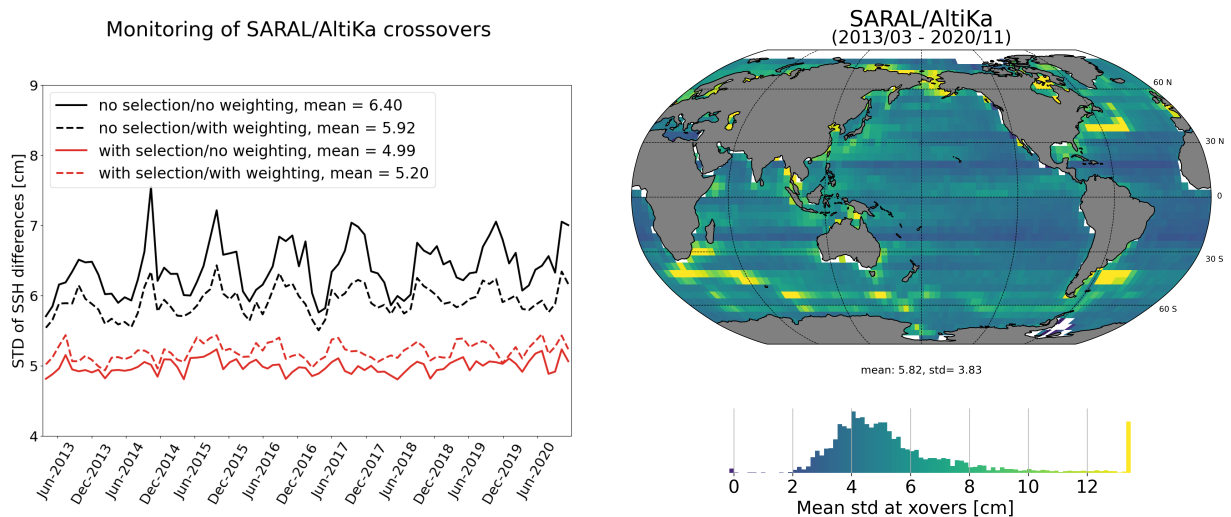 Monitoring of SARAL/AltiKa crossovers
STD of SSH differences [cm]
9
8
7
6
5
4
no selection/no weighting, mean = 6.40
no selection/with weighting, mean = 5.92
with selection/no weighting, mean = 4.99
with selection/with weighting, mean = 5.20
Jun-2013
Dec-2013
Jun-2014
Dec-2014
Jun-2015
Dec-2015
Jun-2016
Dec-2016
Jun-2017
Dec-2017
Jun-2018
Dec-2018
Jun-2019
Dec-2019
Jun-2020
SARAL/AltiKa
(2013/03 - 2020/11)
60 N
30 N
0
30 S
60 S
mean: 5.82, std= 3.83
0 2 4 6 8 10 12
Mean std at xovers [cm]